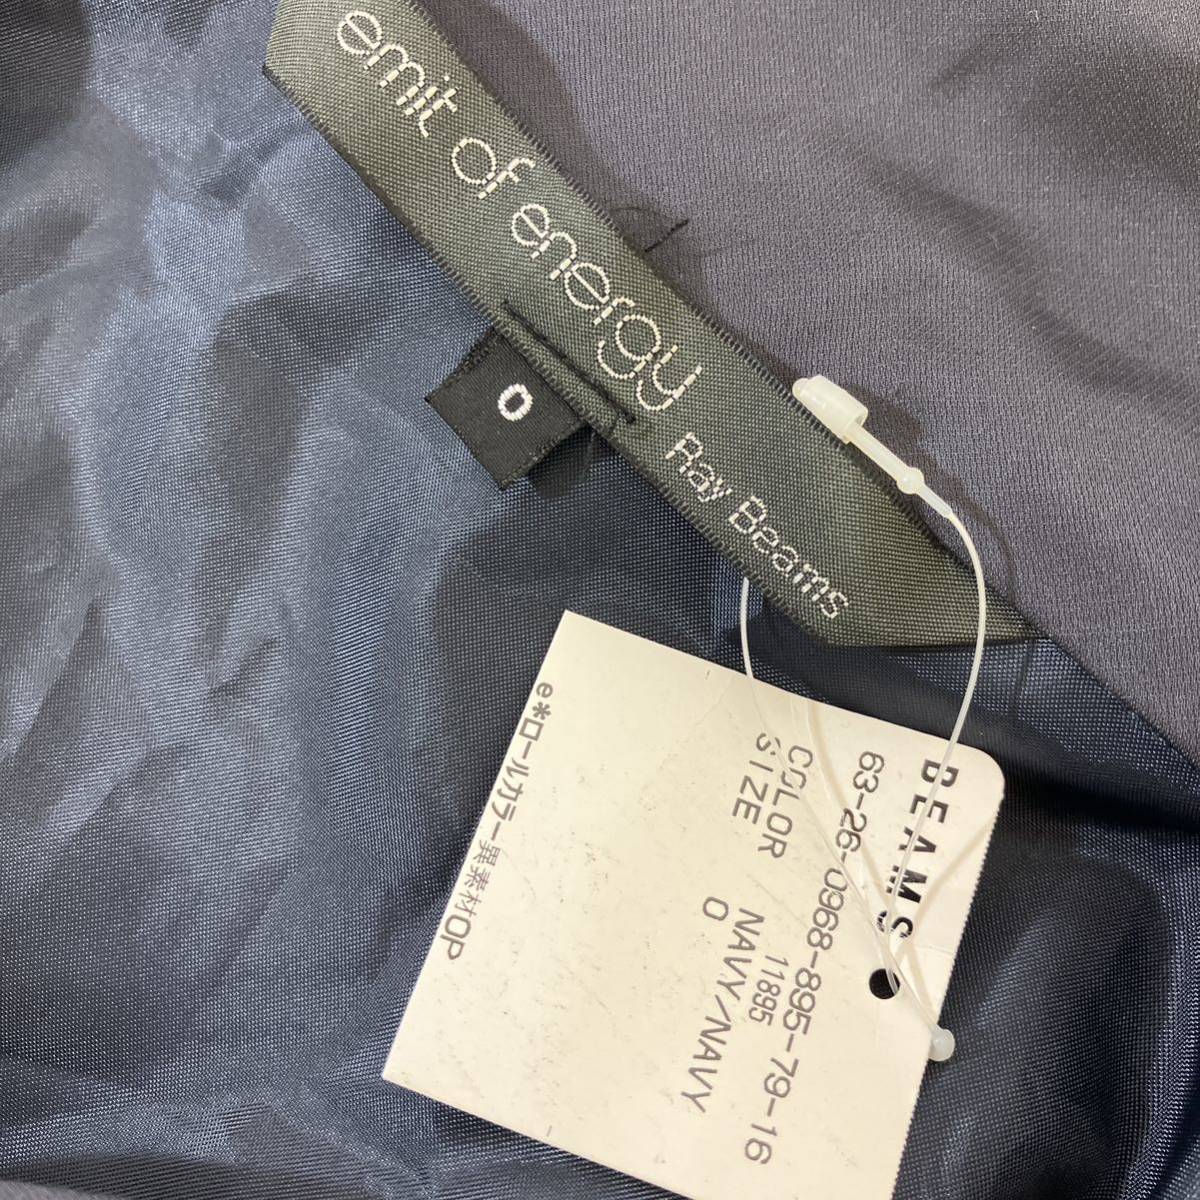 emit of energy
Ray Beams
0
BEAMS
63-26-0968-895-79-16
11895
COLOR NAVY/NAVY
SIZE 0
e*ロールカラー異素材OP